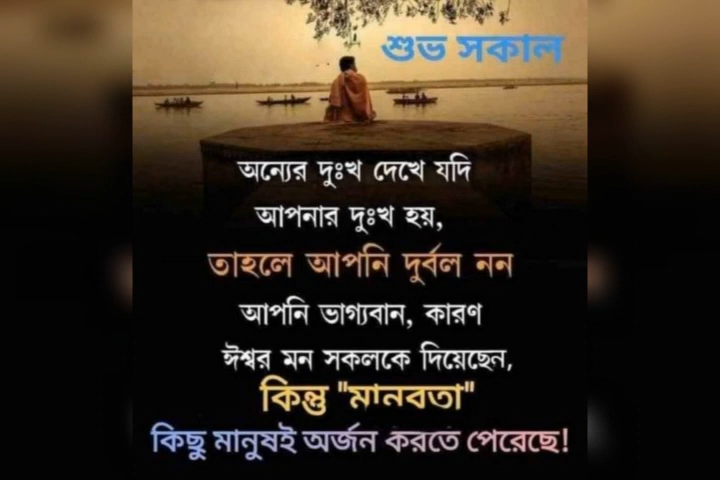 শুভ সকাল
অন্যের দুঃখ দেখে যদি
আপনার দুঃখ হয়,
তাহলে আপনি দুর্বল নন
আপনি ভাগ্যবান, কারণ
ঈশ্বর মন সকলকে দিয়েছেন,
কিন্তু "মানবতা"
কিছু মানুষই অর্জন করতে পেরেছে!